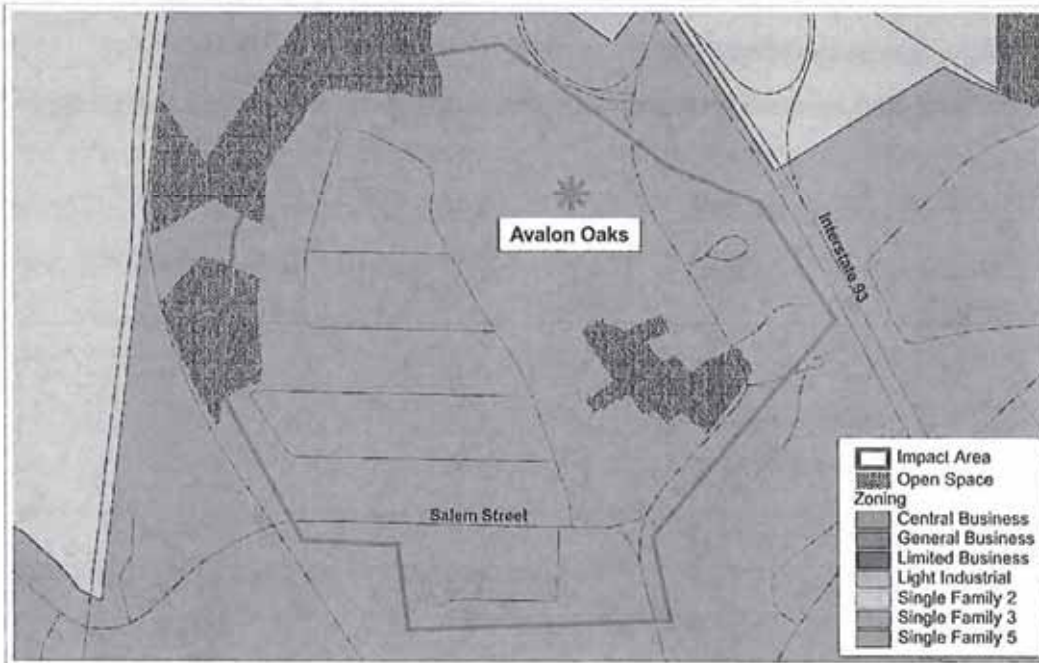 Avalon Oaks
Interstate 93
Salem Street
Impact Area
Open Space
Zoning
Central Business
General Business
Limited Business
Light Industrial
Single Family 2
Single Family 3
Single Family 5